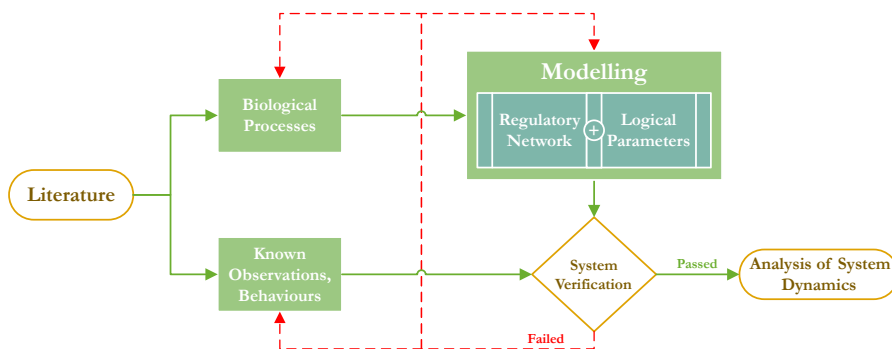 Modelling
Biological
Processes
Regulatory
Network
+
Logical
Parameters
Literature
Known
Observations,
Behaviours
System
Verification
Passed
Analysis of System
Dynamics
Failed